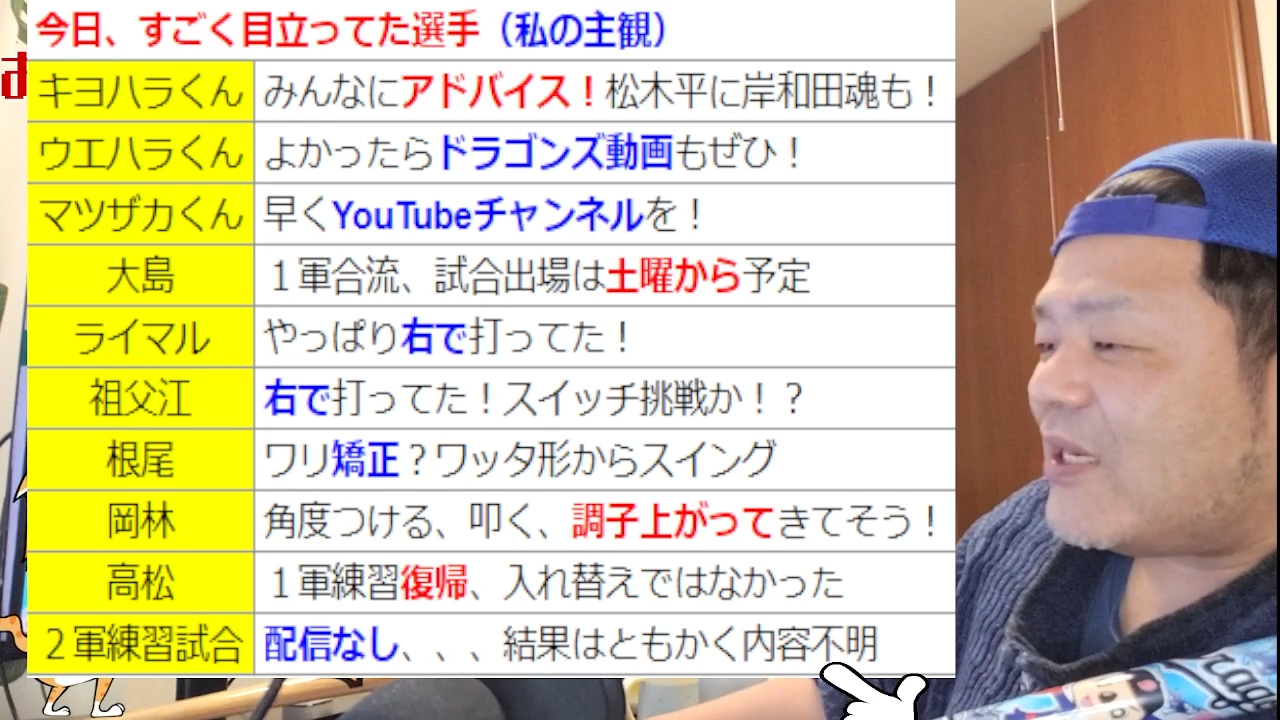 今日、すごく目立ってた選手（私の主観）
キヨハラくん みんなにアドバイス！松木平に岸和田魂も！
ウエハラくん よかったらドラゴンズ動画もぜひ！
マツザカくん 早くYouTubeチャンネルを！
大島 １軍合流、試合出場は土曜から予定
ライマル やっぱり右で打ってた！
祖父江 右で打ってた！スイッチ挑戦か！？
根尾 ワリ矯正？ワッタ形からスイング
岡林 角度つける、叩く、調子上がってきてそう！
高松 １軍練習復帰、入れ替えではなかった
２軍練習試合 配信なし、、、結果はともかく内容不明